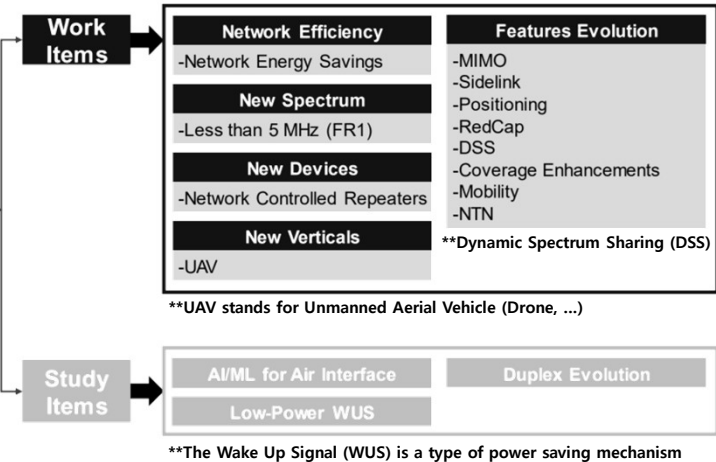 Work
Items
Network Efficiency
-Network Energy Savings
New Spectrum
-Less than 5 MHz (FR1)
New Devices
-Network Controlled Repeaters
New Verticals
-UAV
Features Evolution
-MIMO
-Sidelink
-Positioning
-RedCap
-DSS
-Coverage Enhancements
-Mobility
-NTN
**Dynamic Spectrum Sharing (DSS)
**UAV stands for Unmanned Aerial Vehicle (Drone, ...)
Study
Items
AI/ML for Air Interface
Low-Power WUS
Duplex Evolution
**The Wake Up Signal (WUS) is a type of power saving mechanism